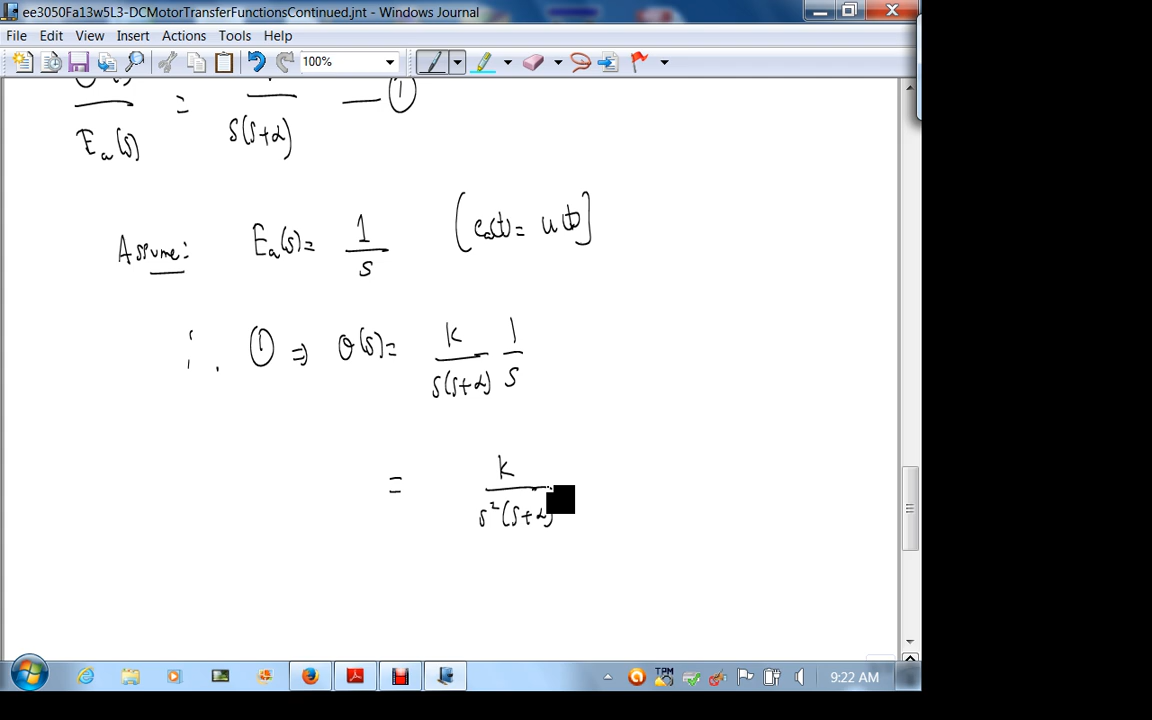 ee3050Fa13w5L3-DCMotorTransferFunctionsContinued.jnt - Windows Journal
File Edit View Insert Actions Tools Help
100%
E_a(s) = s(s+α) — ①
Assume: E_a(s) = 1/s [e_a(t) = u(t)]
∴ ① ⇒ θ(s) = k/(s(s+α)) 1/s
= k/(s²(s+α))
TPM
9:22 AM